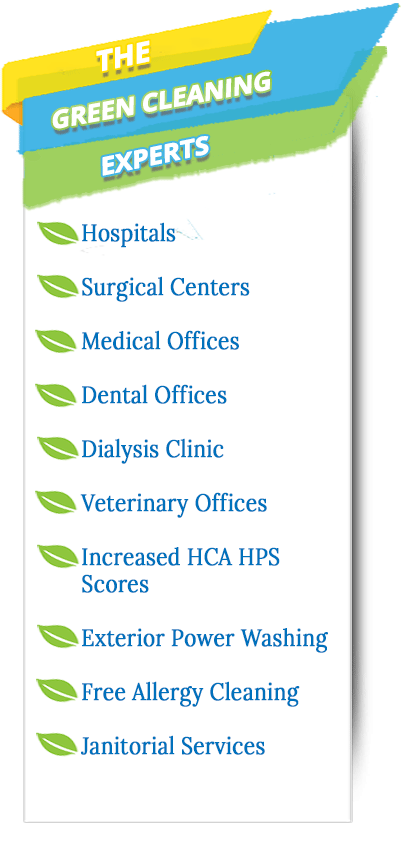 THE
GREEN CLEANING
EXPERTS
Hospitals
Surgical Centers
Medical Offices
Dental Offices
Dialysis Clinic
Veterinary Offices
Increased HCA HPS
Scores
Exterior Power Washing
Free Allergy Cleaning
Janitorial Services